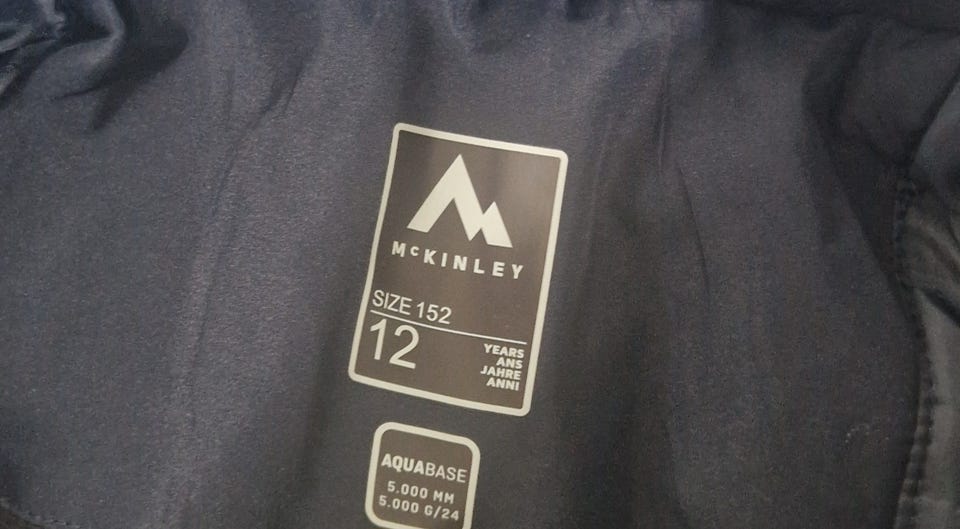 McKINLEY
SIZE 152
12
YEARS
ANS
JAHRE
ANNI
AQUABASE
5.000 MM
5.000 G/24